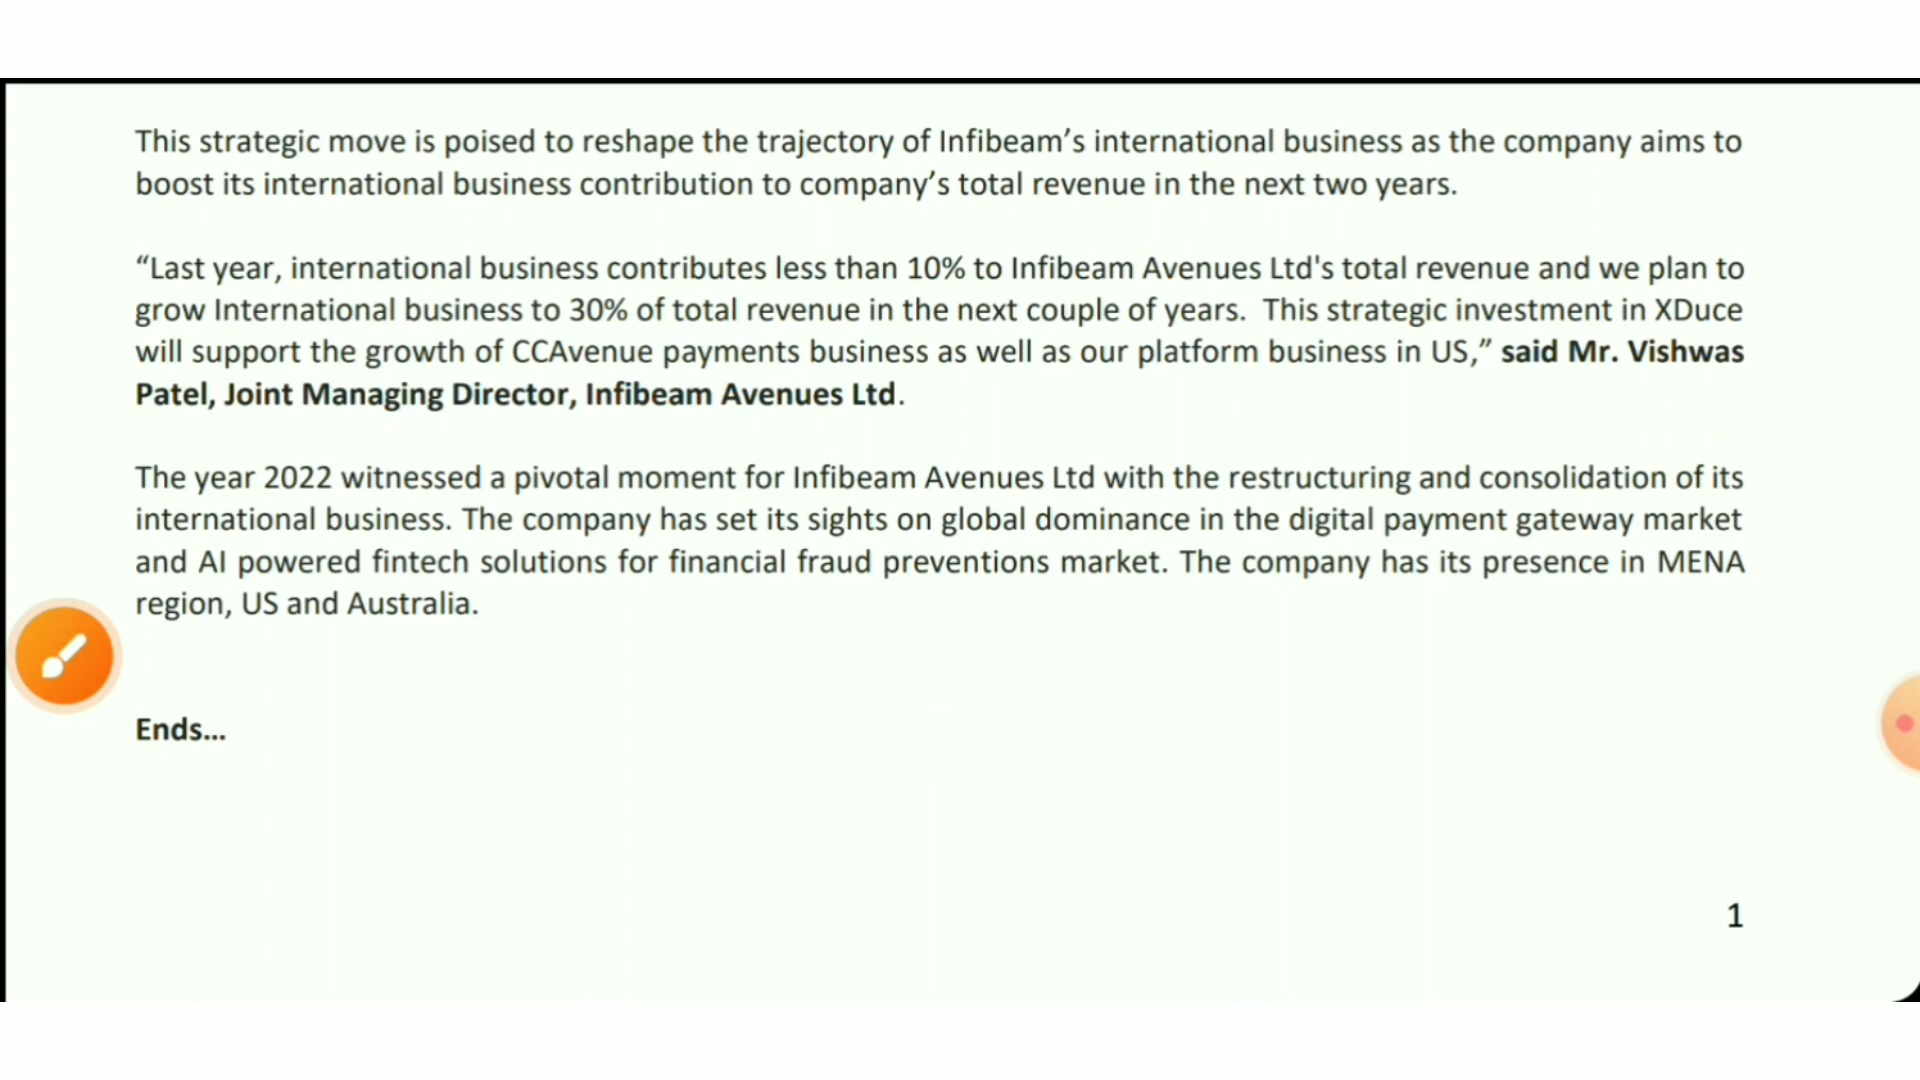 This strategic move is poised to reshape the trajectory of Infibeam’s international business as the company aims to
boost its international business contribution to company’s total revenue in the next two years.
“Last year, international business contributes less than 10% to Infibeam Avenues Ltd's total revenue and we plan to
grow International business to 30% of total revenue in the next couple of years.  This strategic investment in XDuce
will support the growth of CCAvenue payments business as well as our platform business in US,” said Mr. Vishwas
Patel, Joint Managing Director, Infibeam Avenues Ltd.
The year 2022 witnessed a pivotal moment for Infibeam Avenues Ltd with the restructuring and consolidation of its
international business. The company has set its sights on global dominance in the digital payment gateway market
and AI powered fintech solutions for financial fraud preventions market. The company has its presence in MENA
region, US and Australia.
Ends...
1